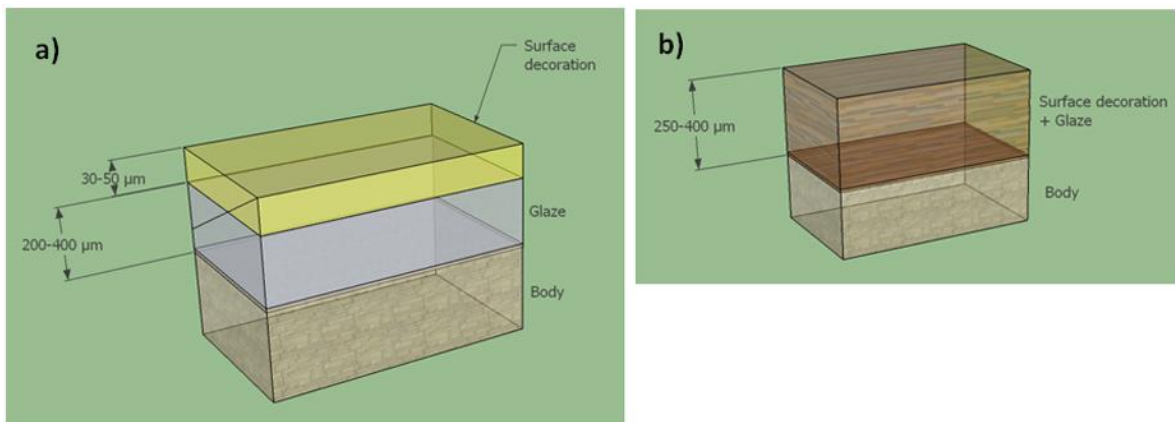 a)
Surface
decoration
30-50 µm
Glaze
200-400 µm
Body
b)
250-400 µm
Surface decoration
+ Glaze
Body